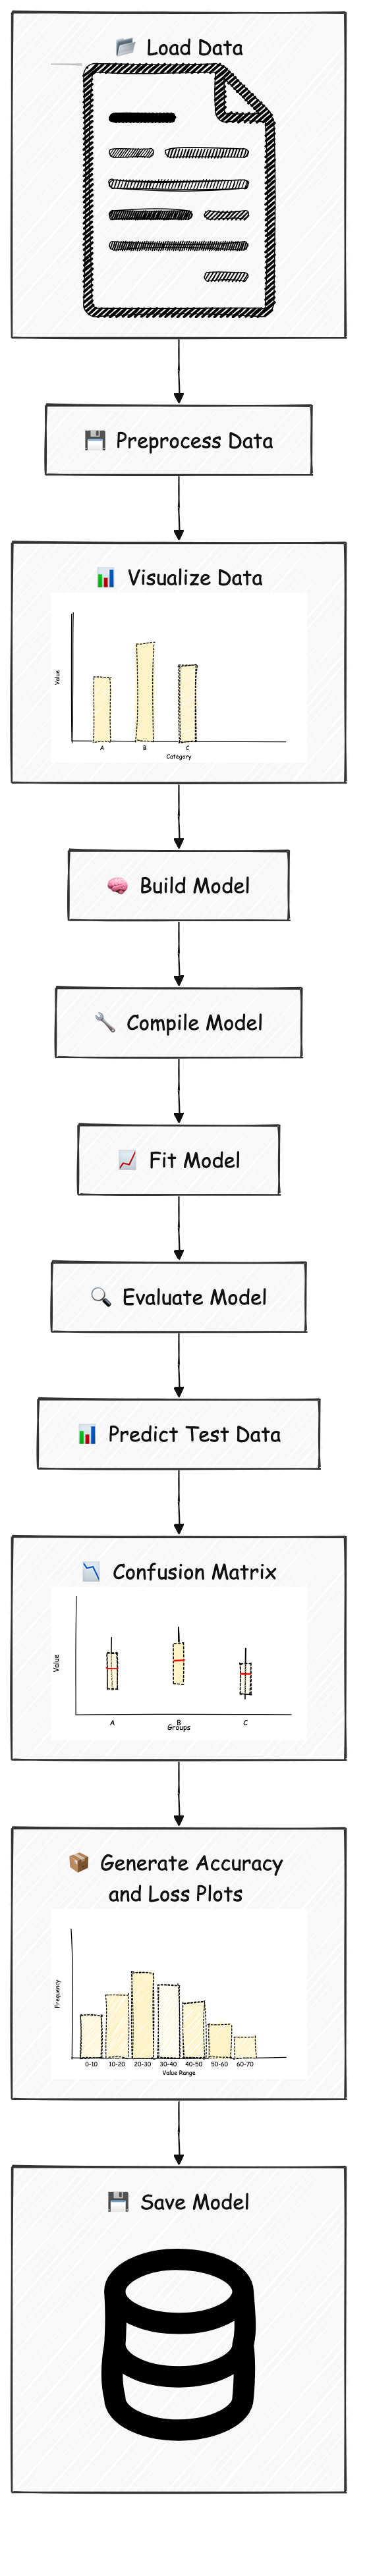 📂 Load Data
💾 Preprocess Data
📊 Visualize Data
Value
A B C
Category
🧠 Build Model
🔧 Compile Model
📈 Fit Model
🔍 Evaluate Model
📊 Predict Test Data
📉 Confusion Matrix
Value
A B C
Groups
📦 Generate Accuracy
and Loss Plots
Frequency
0-10 10-20 20-30 30-40 40-50 50-60 60-70
Value Range
💾 Save Model